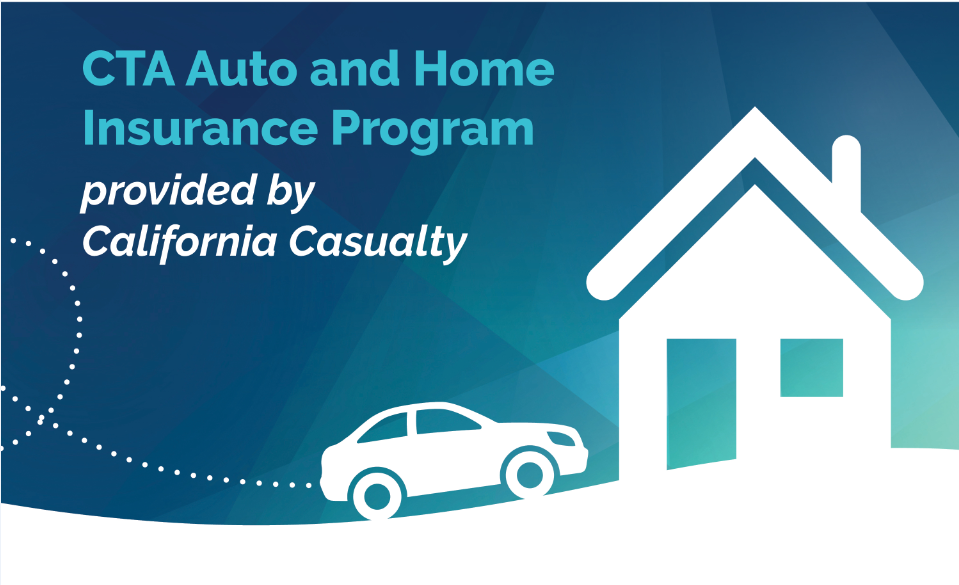 CTA Auto and Home
Insurance Program
provided by
California Casualty